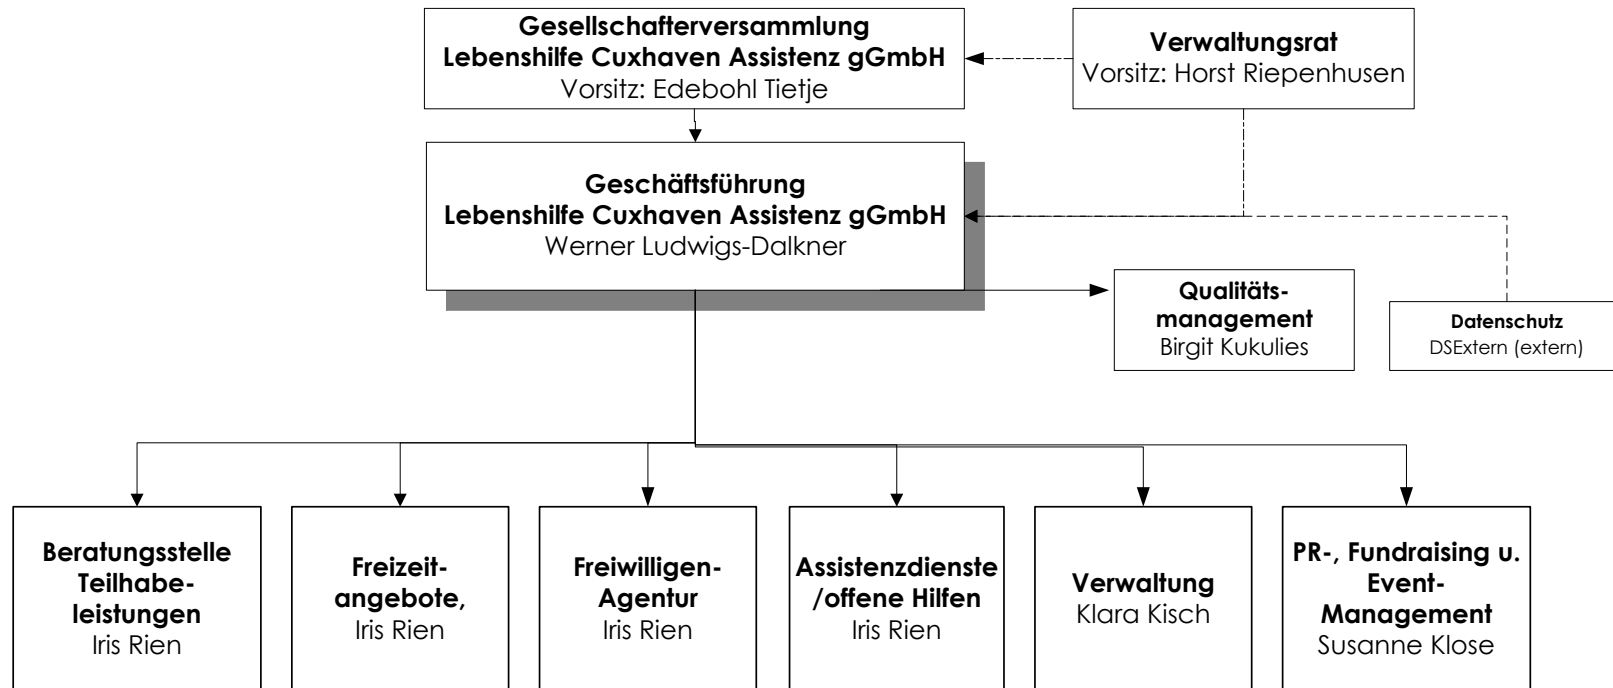 Gesellschafterversammlung
Lebenshilfe Cuxhaven Assistenz gGmbH
Vorsitz: Edebohl Tietje
Verwaltungsrat
Vorsitz: Horst Riepenhusen
Geschäftsführung
Lebenshilfe Cuxhaven Assistenz gGmbH
Werner Ludwigs-Dalkner
Qualitäts-
management
Birgit Kukulies
Datenschutz
DSExtern (extern)
Beratungsstelle
Teilhabe-
leistungen
Iris Rien
Freizeit-
angebote,
Iris Rien
Freiwilligen-
Agentur
Iris Rien
Assistenzdienste
/offene Hilfen
Iris Rien
Verwaltung
Klara Kisch
PR-, Fundraising u.
Event-
Management
Susanne Klose